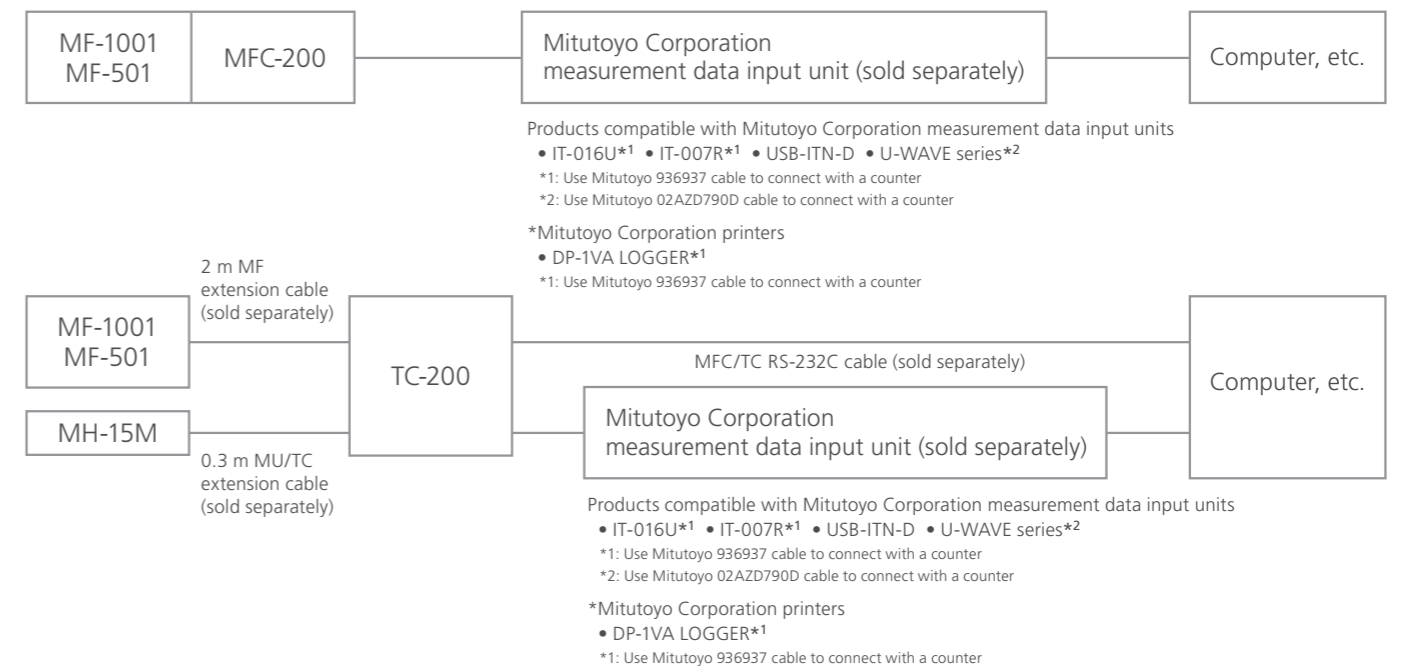 MF-1001
MF-501
MFC-200
Mitutoyo Corporation
measurement data input unit (sold separately)
Computer, etc.
Products compatible with Mitutoyo Corporation measurement data input units
• IT-016U*1 • IT-007R*1 • USB-ITN-D • U-WAVE series*2
*1: Use Mitutoyo 936937 cable to connect with a counter
*2: Use Mitutoyo 02AZD790D cable to connect with a counter
*Mitutoyo Corporation printers
• DP-1VA LOGGER*1
*1: Use Mitutoyo 936937 cable to connect with a counter
2 m MF
extension cable
(sold separately)
MF-1001
MF-501
MH-15M
0.3 m MU/TC
extension cable
(sold separately)
TC-200
MFC/TC RS-232C cable (sold separately)
Mitutoyo Corporation
measurement data input unit (sold separately)
Computer, etc.
Products compatible with Mitutoyo Corporation measurement data input units
• IT-016U*1 • IT-007R*1 • USB-ITN-D • U-WAVE series*2
*1: Use Mitutoyo 936937 cable to connect with a counter
*2: Use Mitutoyo 02AZD790D cable to connect with a counter
*Mitutoyo Corporation printers
• DP-1VA LOGGER*1
*1: Use Mitutoyo 936937 cable to connect with a counter